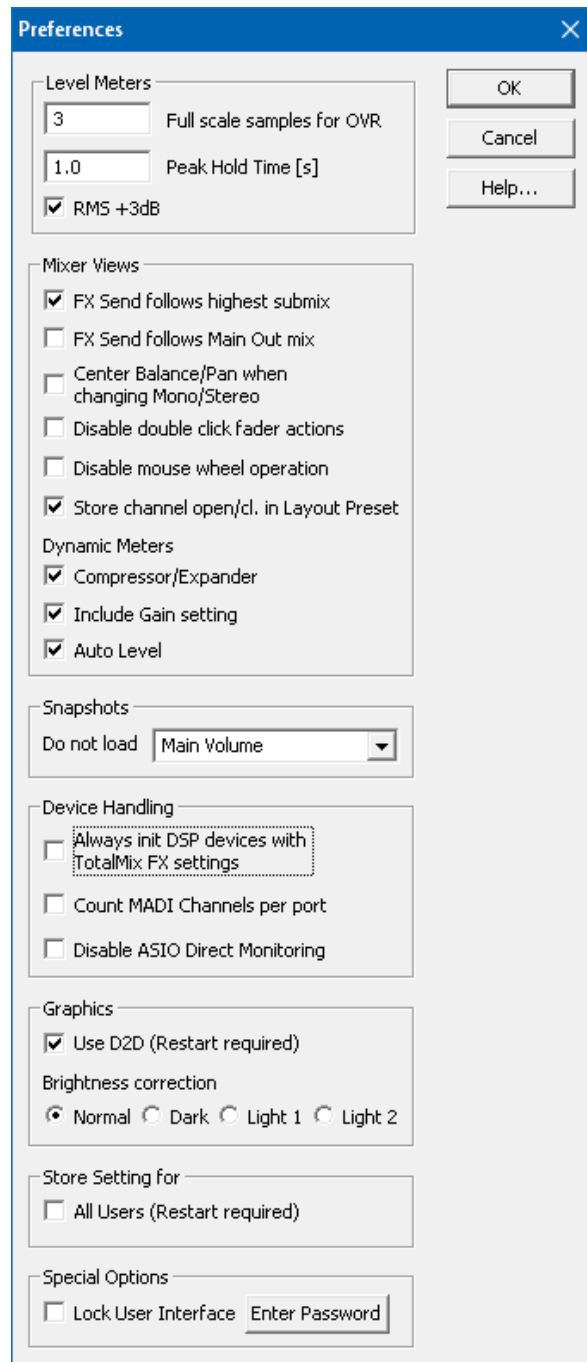 Preferences
Level Meters
OK
3 Full scale samples for OVR
Cancel
1.0 Peak Hold Time [s]
Help...
RMS +3dB
Mixer Views
FX Send follows highest submix
FX Send follows Main Out mix
Center Balance/Pan when
changing Mono/Stereo
Disable double click fader actions
Disable mouse wheel operation
Store channel open/cl. in Layout Preset
Dynamic Meters
Compressor/Expander
Include Gain setting
Auto Level
Snapshots
Do not load Main Volume
Device Handling
Always init DSP devices with
TotalMix FX settings
Count MADI Channels per port
Disable ASIO Direct Monitoring
Graphics
Use D2D (Restart required)
Brightness correction
Normal Dark Light 1 Light 2
Store Setting for
All Users (Restart required)
Special Options
Lock User Interface Enter Password